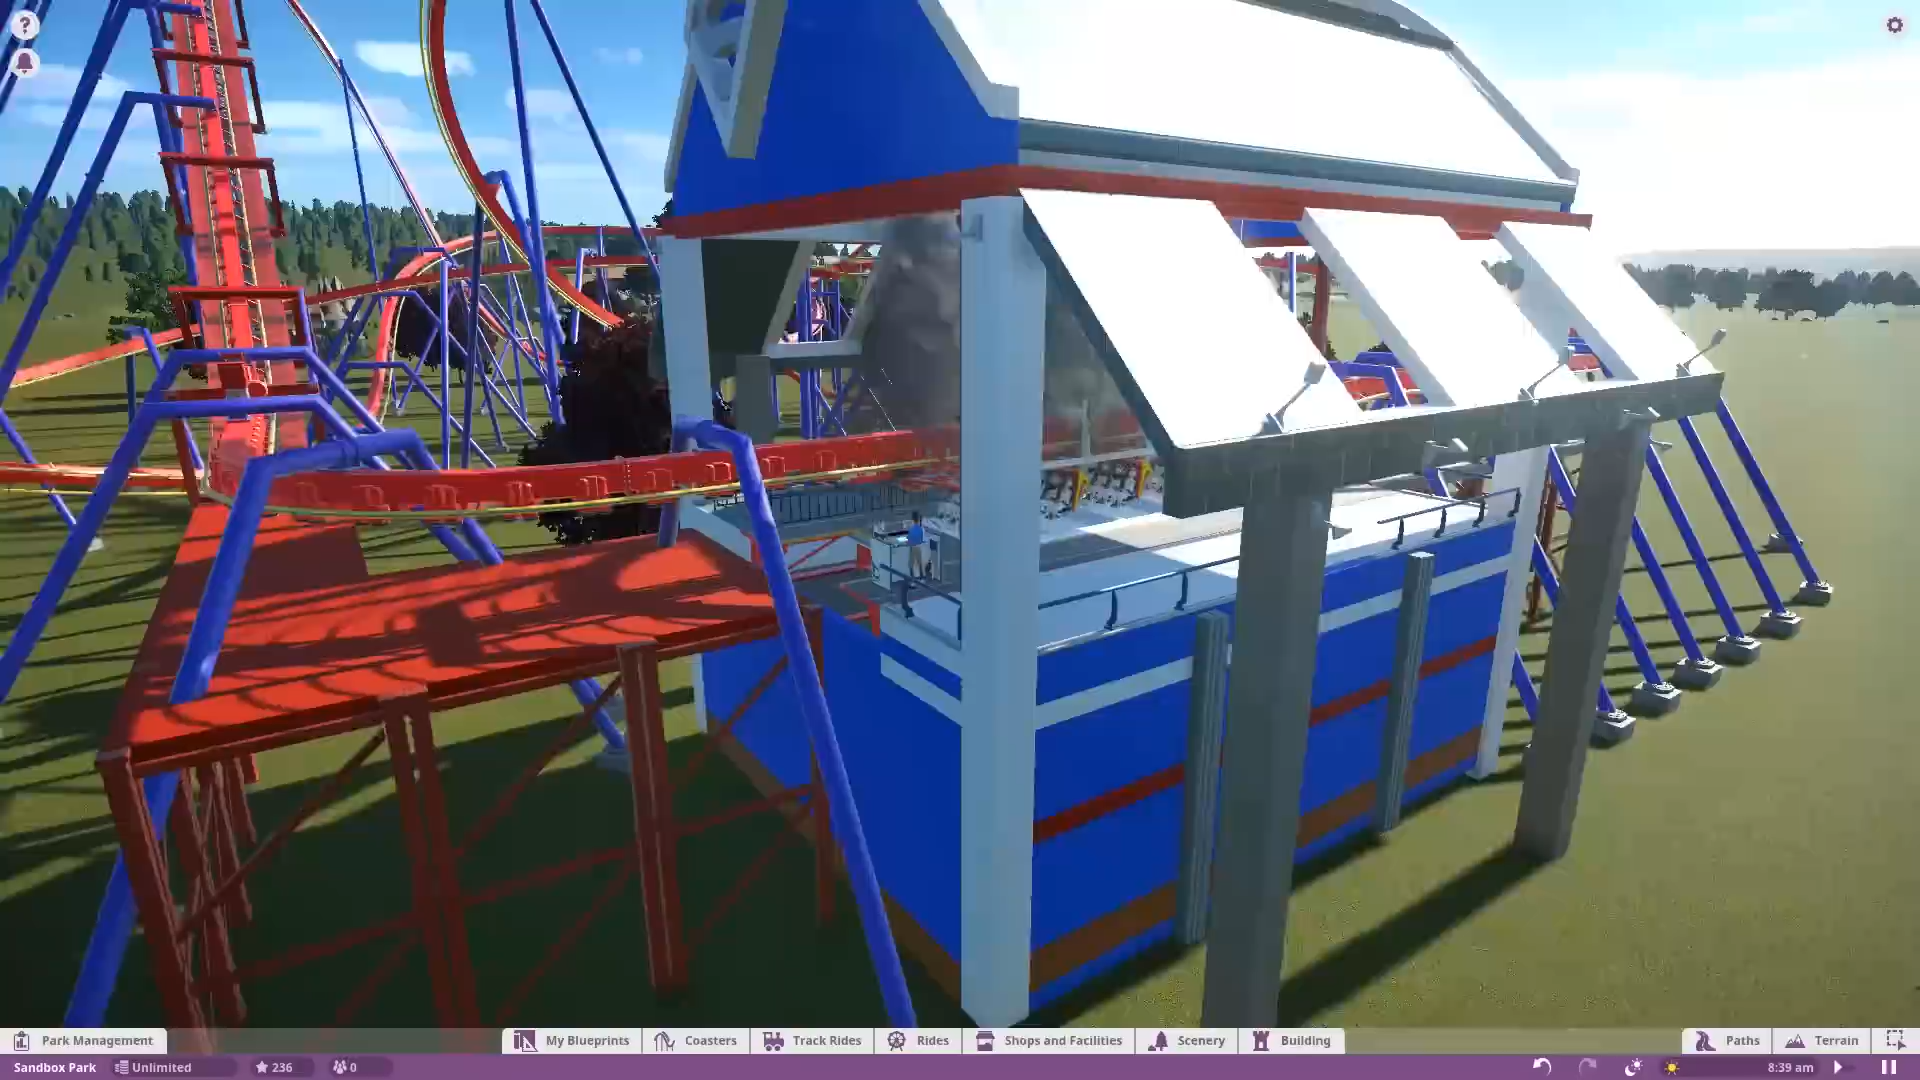 ?
Park Management
My Blueprints
Coasters
Track Rides
Rides
Shops and Facilities
Scenery
Building
Paths
Terrain
Sandbox Park
Unlimited
236
0
8:39 am